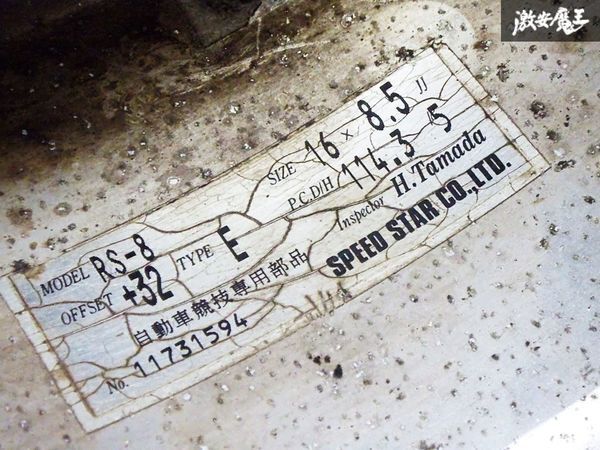 激安魔王
MODEL RS-8 SIZE 16 × 8.5 JJ
OFFSET +32 TYPE E P.C.D/H 114.3 5
自動車競技専用部品 Inspector H. Tamada
No. 11731594 SPEED STAR CO.,LTD.